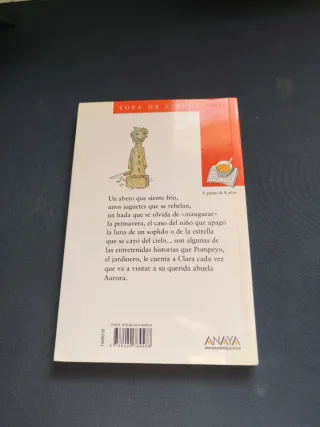 SOPA DE LIBROS
A partir de 8 años
Un abeto que siente frío,
unos juguetes que se rebelan,
un hada que se olvida de «inaugurar»
la primavera, el caso del niño que apagó
la luna de un soplido o de la estrella
que se cayó del cielo... son algunas de
las entretenidas historias que Pompeyo,
el jardinero, le cuenta a Clara cada vez
que va a visitar a su querida abuela
Aurora.
ANAYA